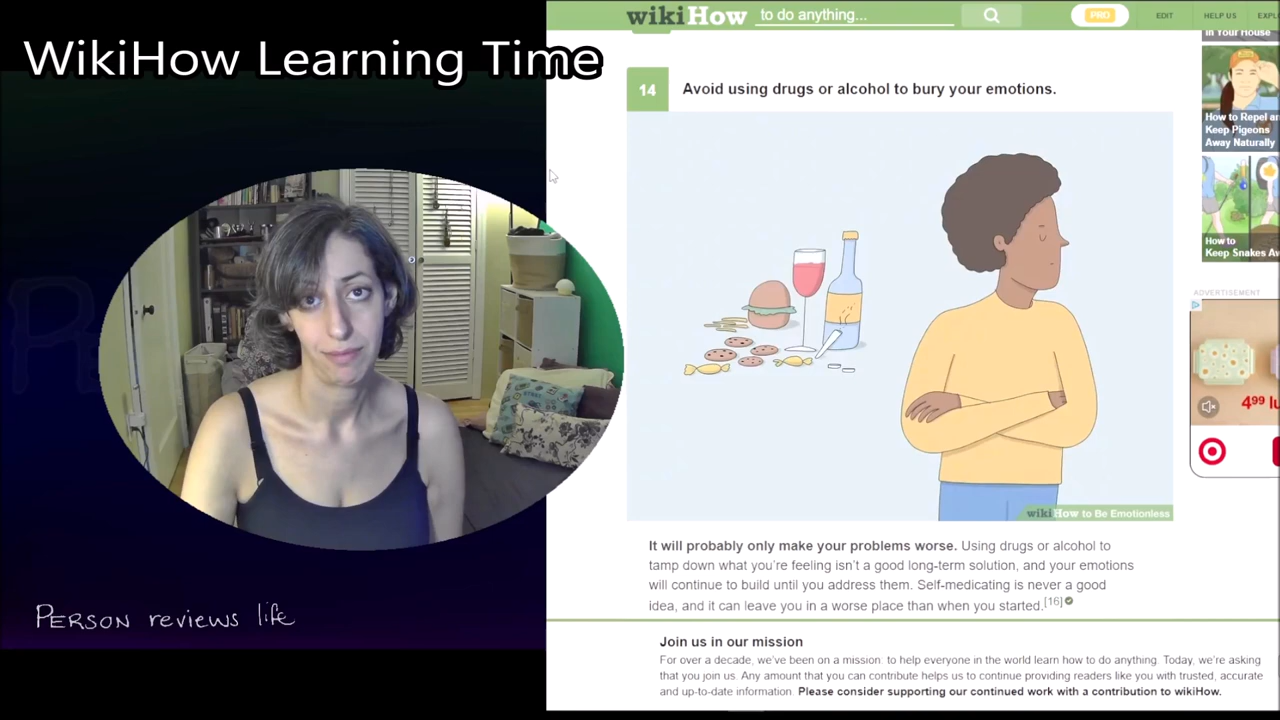 WikiHow Learning Time
PERSON reviews life
wikiHow to do anything...
PRO
EDIT
HELP US
14
Avoid using drugs or alcohol to bury your emotions.
wikiHow to Be Emotionless
It will probably only make your problems worse. Using drugs or alcohol to
tamp down what you're feeling isn't a good long-term solution, and your emotions
will continue to build until you address them. Self-medicating is never a good
idea, and it can leave you in a worse place than when you started.[16]
Join us in our mission
For over a decade, we've been on a mission: to help everyone in the world learn how to do anything. Today, we're asking
that you join us. Any amount that you can contribute helps us to continue providing readers like you with trusted, accurate
and up-to-date information. Please consider supporting our continued work with a contribution to wikiHow.
in Your House
How to Repel
Keep Pigeons
Away Naturally
How to
Keep Snakes
ADVERTISEMENT
4.99